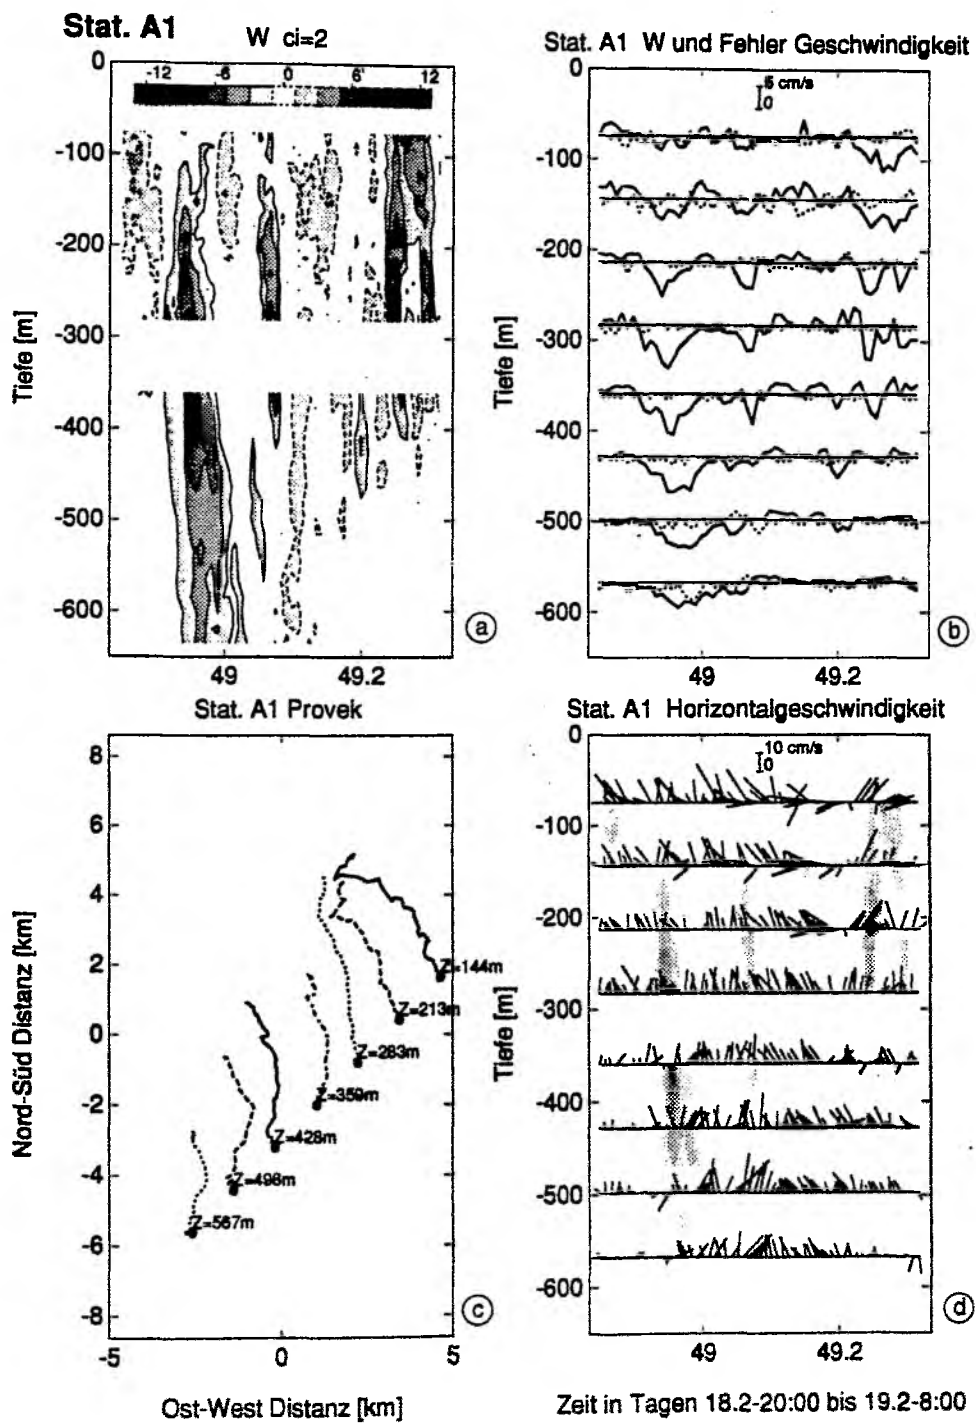 Stat. A1
W ci=2
0
-12 -6 0 6 12
-100
-200
-300
-400
-500
-600
Tiefe [m]
49 49.2
a
Stat. A1 W und Fehler Geschwindigkeit
0
5 cm/s
0
-100
-200
-300
-400
-500
-600
Tiefe [m]
49 49.2
b
Stat. A1 Provek
8
6
4
2
0
-2
-4
-6
-8
Nord-Süd Distanz [km]
Z=144m
Z=213m
Z=283m
Z=359m
Z=428m
Z=498m
Z=567m
-5 0 5
Ost-West Distanz [km]
c
Stat. A1 Horizontalgeschwindigkeit
0
10 cm/s
0
-100
-200
-300
-400
-500
-600
Tiefe [m]
49 49.2
d
Zeit in Tagen 18.2-20:00 bis 19.2-8:00